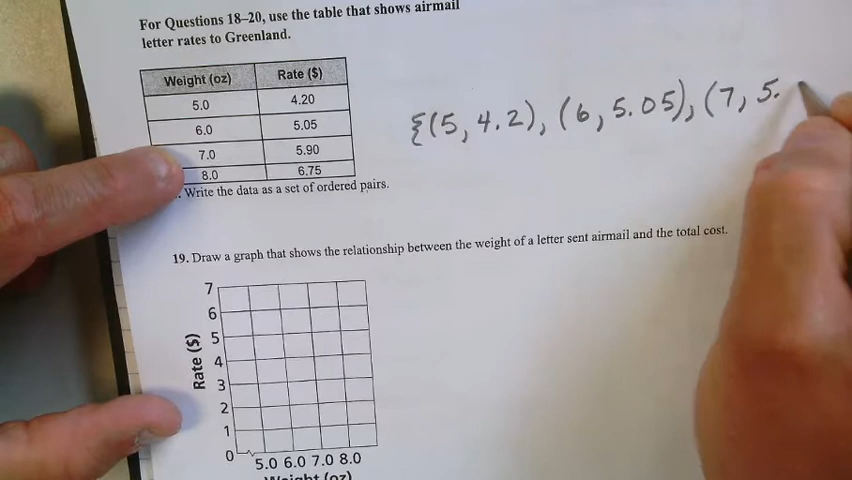 For Questions 18–20, use the table that shows airmail
letter rates to Greenland.
Weight (oz) Rate ($)
5.0 4.20
6.0 5.05
7.0 5.90
8.0 6.75
{(5, 4.2), (6, 5.05), (7, 5.
. Write the data as a set of ordered pairs.
19. Draw a graph that shows the relationship between the weight of a letter sent airmail and the total cost.
7
6
5
4
3
2
1
0
Rate ($)
5.0 6.0 7.0 8.0
Weight (oz)